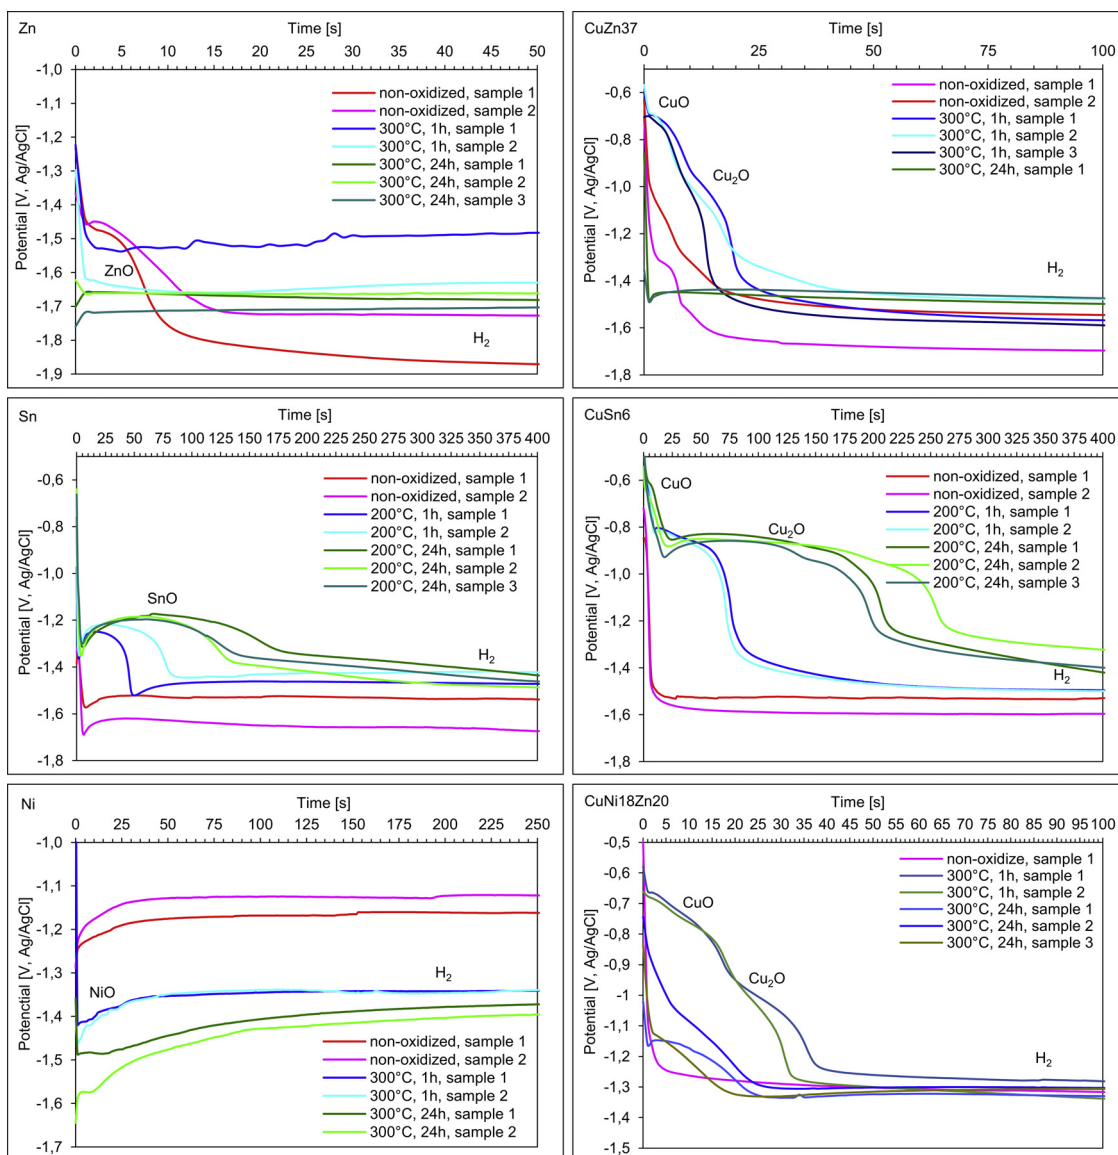 Zn
Time [s]
0 5 10 15 20 25 30 35 40 45 50
-1,0
-1,1
-1,2
-1,3
-1,4
-1,5
-1,6
-1,7
-1,8
-1,9
Potential [V, Ag/AgCl]
non-oxidized, sample 1
non-oxidized, sample 2
300°C, 1h, sample 1
300°C, 1h, sample 2
300°C, 24h, sample 1
300°C, 24h, sample 2
300°C, 24h, sample 3
ZnO
H2
CuZn37
Time [s]
0 25 50 75 100
-0,6
-0,8
-1,0
-1,2
-1,4
-1,6
-1,8
Potential [V, Ag/AgCl]
CuO
non-oxidized, sample 1
non-oxidized, sample 2
300°C, 1h, sample 1
300°C, 1h, sample 2
300°C, 1h, sample 3
300°C, 24h, sample 1
Cu2O
H2
Sn
Time [s]
0 25 50 75 100 125 150 175 200 225 250 275 300 325 350 375 400
-0,6
-0,8
-1,0
-1,2
-1,4
-1,6
-1,8
Potential [V, Ag/AgCl]
non-oxidized, sample 1
non-oxidized, sample 2
200°C, 1h, sample 1
200°C, 1h, sample 2
200°C, 24h, sample 1
200°C, 24h, sample 2
200°C, 24h, sample 3
SnO
H2
CuSn6
Time [s]
0 25 50 75 100 125 150 175 200 225 250 275 300 325 350 375 400
-0,6
-0,8
-1,0
-1,2
-1,4
-1,6
-1,8
Potential [V, Ag/AgCl]
CuO
non-oxidized, sample 1
non-oxidized, sample 2
200°C, 1h, sample 1
200°C, 1h, sample 2
200°C, 24h, sample 1
200°C, 24h, sample 2
200°C, 24h, sample 3
Cu2O
H2
Ni
Time [s]
0 25 50 75 100 125 150 175 200 225 250
-1,0
-1,1
-1,2
-1,3
-1,4
-1,5
-1,6
-1,7
Potenctial [V, Ag/AgCl]
NiO
H2
non-oxidized, sample 1
non-oxidized, sample 2
300°C, 1h, sample 1
300°C, 1h, sample 2
300°C, 24h, sample 1
300°C, 24h, sample 2
CuNi18Zn20
Time [s]
0 5 10 15 20 25 30 35 40 45 50 55 60 65 70 75 80 85 90 95 100
-0,5
-0,6
-0,7
-0,8
-0,9
-1
-1,1
-1,2
-1,3
-1,4
-1,5
Potential [V, Ag/AgCl]
CuO
non-oxidize, sample 1
300°C, 1h, sample 1
300°C, 1h, sample 2
300°C, 24h, sample 1
300°C, 24h, sample 2
300°C, 24h, sample 3
Cu2O
H2